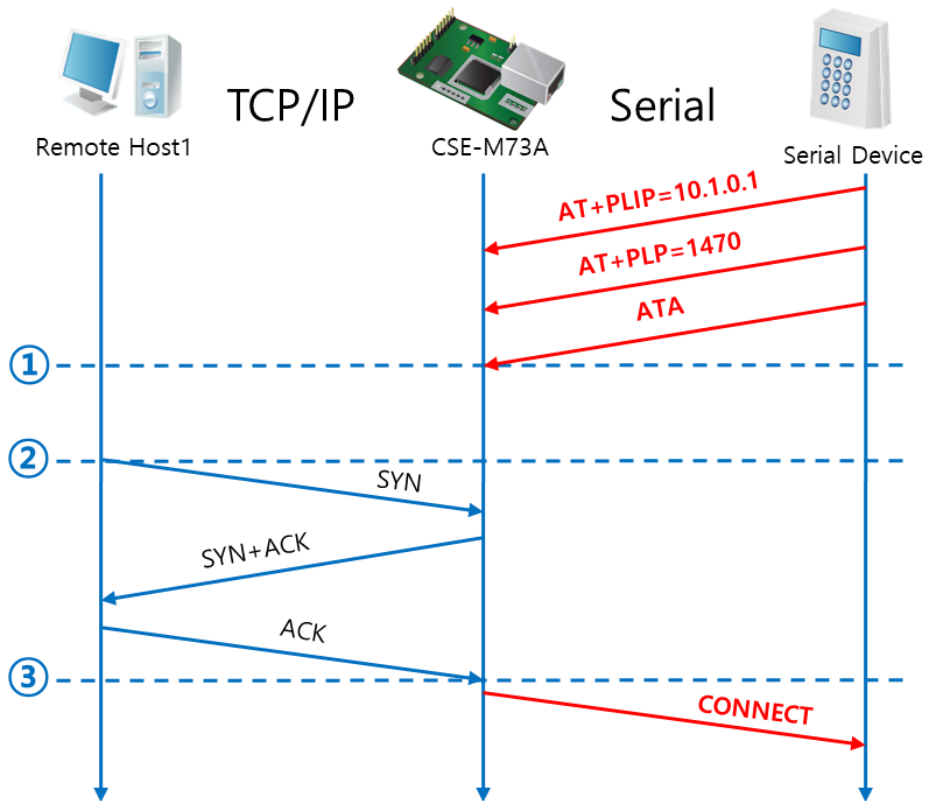 TCP/IP
Serial
Remote Host1
CSE-M73A
Serial Device
AT+PLIP=10.1.0.1
AT+PLP=1470
ATA
①
②
SYN
SYN+ACK
ACK
③
CONNECT